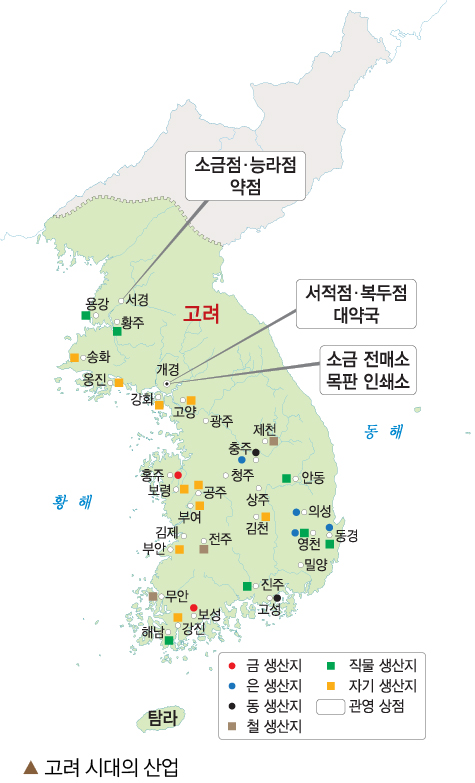 소금점·능라점
약점
고려
서적점·복두점
대약국
소금 전매소
목판 인쇄소
용강
서경
황주
송화
옹진
개경
강화
고양
광주
제천
충주
동 해
황 해
홍주
보령
공주
청주
안동
상주
부여
김천
의성
영천
동경
김제
전주
부안
밀양
무안
진주
고성
보성
강진
해남
탐라
금 생산지
직물 생산지
은 생산지
자기 생산지
동 생산지
관영 상점
철 생산지
▲ 고려 시대의 산업